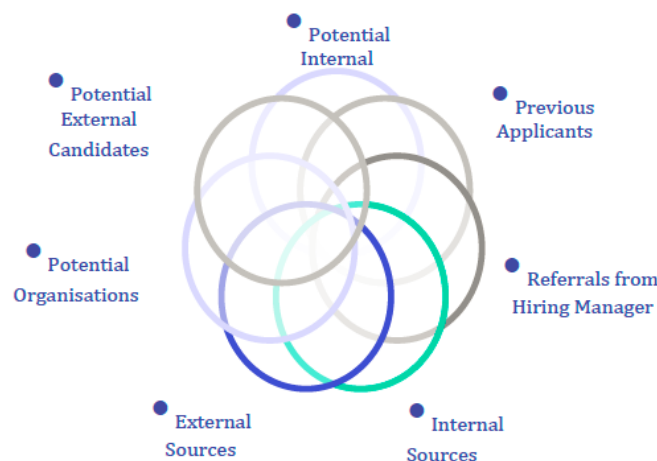 ● Potential
Internal
● Previous
Applicants
● Referrals from
Hiring Manager
● Internal
Sources
● External
Sources
● Potential
Organisations
● Potential
External
Candidates